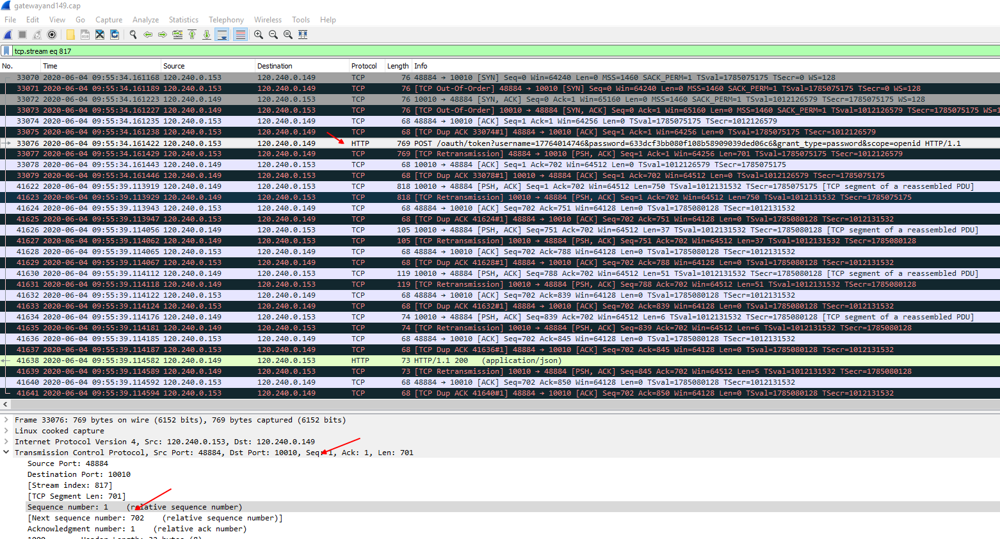 gatewayand149.cap
File Edit View Go Capture Analyze Statistics Telephony Wireless Tools Help
tcp.stream eq 817
No. Time Source Destination Protocol Length Info
33070 2020-06-04 09:55:34.161168 120.240.0.153 120.240.0.149 TCP 76 48884 → 10010 [SYN] Seq=0 Win=64240 Len=0 MSS=1460 SACK_PERM=1 TSval=1785075175 TSecr=0 WS=128
33071 2020-06-04 09:55:34.161189 120.240.0.153 120.240.0.149 TCP 76 [TCP Out-Of-Order] 48884 → 10010 [SYN] Seq=0 Win=64240 Len=0 MSS=1460 SACK_PERM=1 TSval=1785075175 TSecr=0 WS=128
33072 2020-06-04 09:55:34.161223 120.240.0.149 120.240.0.153 TCP 76 10010 → 48884 [SYN, ACK] Seq=0 Ack=1 Win=65160 Len=0 MSS=1460 SACK_PERM=1 TSval=1012126579 TSecr=1785075175 WS=128
33073 2020-06-04 09:55:34.161227 120.240.0.149 120.240.0.153 TCP 76 [TCP Out-Of-Order] 10010 → 48884 [SYN, ACK] Seq=0 Ack=1 Win=65160 Len=0 MSS=1460 SACK_PERM=1 TSval=1012126579 TSecr=1785075175 WS=1
33074 2020-06-04 09:55:34.161235 120.240.0.153 120.240.0.149 TCP 68 48884 → 10010 [ACK] Seq=1 Ack=1 Win=64256 Len=0 TSval=1785075175 TSecr=1012126579
33075 2020-06-04 09:55:34.161238 120.240.0.153 120.240.0.149 TCP 68 [TCP Dup ACK 33074#1] 48884 → 10010 [ACK] Seq=1 Ack=1 Win=64256 Len=0 TSval=1785075175 TSecr=1012126579
33076 2020-06-04 09:55:34.161422 120.240.0.153 120.240.0.149 HTTP 769 POST /oauth/token?username=17764014746&password=633dcf3bb080f108b58909039ded06c6&grant_type=password&scope=openid HTTP/1.1
33077 2020-06-04 09:55:34.161429 120.240.0.153 120.240.0.149 TCP 769 [TCP Retransmission] 48884 → 10010 [PSH, ACK] Seq=1 Ack=1 Win=64256 Len=701 TSval=1785075175 TSecr=1012126579
33078 2020-06-04 09:55:34.161443 120.240.0.149 120.240.0.153 TCP 68 10010 → 48884 [ACK] Seq=1 Ack=702 Win=64512 Len=0 TSval=1012126579 TSecr=1785075175
33079 2020-06-04 09:55:34.161446 120.240.0.149 120.240.0.153 TCP 68 [TCP Dup ACK 33078#1] 10010 → 48884 [ACK] Seq=1 Ack=702 Win=64512 Len=0 TSval=1012126579 TSecr=1785075175
41622 2020-06-04 09:55:39.113919 120.240.0.149 120.240.0.153 TCP 818 10010 → 48884 [PSH, ACK] Seq=1 Ack=702 Win=64512 Len=750 TSval=1012131532 TSecr=1785075175 [TCP segment of a reassembled PDU]
41623 2020-06-04 09:55:39.113929 120.240.0.149 120.240.0.153 TCP 818 [TCP Retransmission] 10010 → 48884 [PSH, ACK] Seq=1 Ack=702 Win=64512 Len=750 TSval=1012131532 TSecr=1785075175
41624 2020-06-04 09:55:39.113943 120.240.0.153 120.240.0.149 TCP 68 48884 → 10010 [ACK] Seq=702 Ack=751 Win=64128 Len=0 TSval=1785080128 TSecr=1012131532
41625 2020-06-04 09:55:39.113947 120.240.0.153 120.240.0.149 TCP 68 [TCP Dup ACK 41624#1] 48884 → 10010 [ACK] Seq=702 Ack=751 Win=64128 Len=0 TSval=1785080128 TSecr=1012131532
41626 2020-06-04 09:55:39.114056 120.240.0.149 120.240.0.153 TCP 105 10010 → 48884 [PSH, ACK] Seq=751 Ack=702 Win=64512 Len=37 TSval=1012131532 TSecr=1785080128 [TCP segment of a reassembled PDU]
41627 2020-06-04 09:55:39.114062 120.240.0.149 120.240.0.153 TCP 105 [TCP Retransmission] 10010 → 48884 [PSH, ACK] Seq=751 Ack=702 Win=64512 Len=37 TSval=1012131532 TSecr=1785080128
41628 2020-06-04 09:55:39.114065 120.240.0.153 120.240.0.149 TCP 68 48884 → 10010 [ACK] Seq=702 Ack=788 Win=64128 Len=0 TSval=1785080128 TSecr=1012131532
41629 2020-06-04 09:55:39.114067 120.240.0.153 120.240.0.149 TCP 68 [TCP Dup ACK 41628#1] 48884 → 10010 [ACK] Seq=702 Ack=788 Win=64128 Len=0 TSval=1785080128 TSecr=1012131532
41630 2020-06-04 09:55:39.114112 120.240.0.149 120.240.0.153 TCP 119 10010 → 48884 [PSH, ACK] Seq=788 Ack=702 Win=64512 Len=51 TSval=1012131532 TSecr=1785080128 [TCP segment of a reassembled PDU]
41631 2020-06-04 09:55:39.114118 120.240.0.149 120.240.0.153 TCP 119 [TCP Retransmission] 10010 → 48884 [PSH, ACK] Seq=788 Ack=702 Win=64512 Len=51 TSval=1012131532 TSecr=1785080128
41632 2020-06-04 09:55:39.114122 120.240.0.153 120.240.0.149 TCP 68 48884 → 10010 [ACK] Seq=702 Ack=839 Win=64128 Len=0 TSval=1785080128 TSecr=1012131532
41633 2020-06-04 09:55:39.114124 120.240.0.153 120.240.0.149 TCP 68 [TCP Dup ACK 41632#1] 48884 → 10010 [ACK] Seq=702 Ack=839 Win=64128 Len=0 TSval=1785080128 TSecr=1012131532
41634 2020-06-04 09:55:39.114176 120.240.0.149 120.240.0.153 TCP 74 10010 → 48884 [PSH, ACK] Seq=839 Ack=702 Win=64512 Len=6 TSval=1012131532 TSecr=1785080128 [TCP segment of a reassembled PDU]
41635 2020-06-04 09:55:39.114181 120.240.0.149 120.240.0.153 TCP 74 [TCP Retransmission] 10010 → 48884 [PSH, ACK] Seq=839 Ack=702 Win=64512 Len=6 TSval=1012131532 TSecr=1785080128
41636 2020-06-04 09:55:39.114185 120.240.0.153 120.240.0.149 TCP 68 48884 → 10010 [ACK] Seq=702 Ack=845 Win=64128 Len=0 TSval=1785080128 TSecr=1012131532
41637 2020-06-04 09:55:39.114187 120.240.0.153 120.240.0.149 TCP 68 [TCP Dup ACK 41636#1] 48884 → 10010 [ACK] Seq=702 Ack=845 Win=64128 Len=0 TSval=1785080128 TSecr=1012131532
41638 2020-06-04 09:55:39.114582 120.240.0.149 120.240.0.153 HTTP 73 HTTP/1.1 200 (application/json)
41639 2020-06-04 09:55:39.114589 120.240.0.149 120.240.0.153 TCP 73 [TCP Retransmission] 10010 → 48884 [PSH, ACK] Seq=845 Ack=702 Win=64512 Len=5 TSval=1012131532 TSecr=1785080128
41640 2020-06-04 09:55:39.114592 120.240.0.153 120.240.0.149 TCP 68 48884 → 10010 [ACK] Seq=702 Ack=850 Win=64128 Len=0 TSval=1785080128 TSecr=1012131532
41641 2020-06-04 09:55:39.114594 120.240.0.153 120.240.0.149 TCP 68 [TCP Dup ACK 41640#1] 48884 → 10010 [ACK] Seq=702 Ack=850 Win=64128 Len=0 TSval=1785080128 TSecr=1012131532
Frame 33076: 769 bytes on wire (6152 bits), 769 bytes captured (6152 bits)
Linux cooked capture
Internet Protocol Version 4, Src: 120.240.0.153, Dst: 120.240.0.149
Transmission Control Protocol, Src Port: 48884, Dst Port: 10010, Seq: 1, Ack: 1, Len: 701
Source Port: 48884
Destination Port: 10010
[Stream index: 817]
[TCP Segment Len: 701]
Sequence number: 1 (relative sequence number)
[Next sequence number: 702 (relative sequence number)]
Acknowledgment number: 1 (relative ack number)